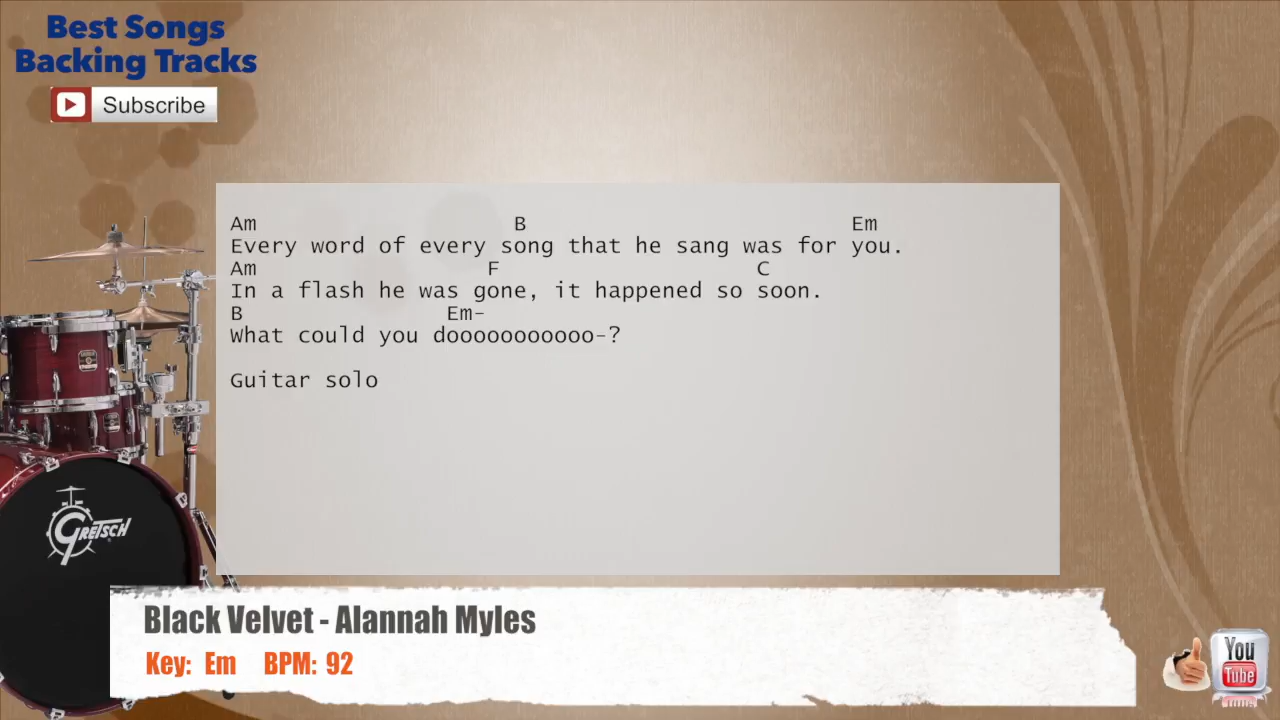 Best Songs
Backing Tracks
Subscribe
Am B Em
Every word of every song that he sang was for you.
Am F C
In a flash he was gone, it happened so soon.
B Em-
What could you dooooooooooo-?
Guitar solo
GRETSCH
Black Velvet - Alannah Myles
Key: Em BPM: 92
You
Tube